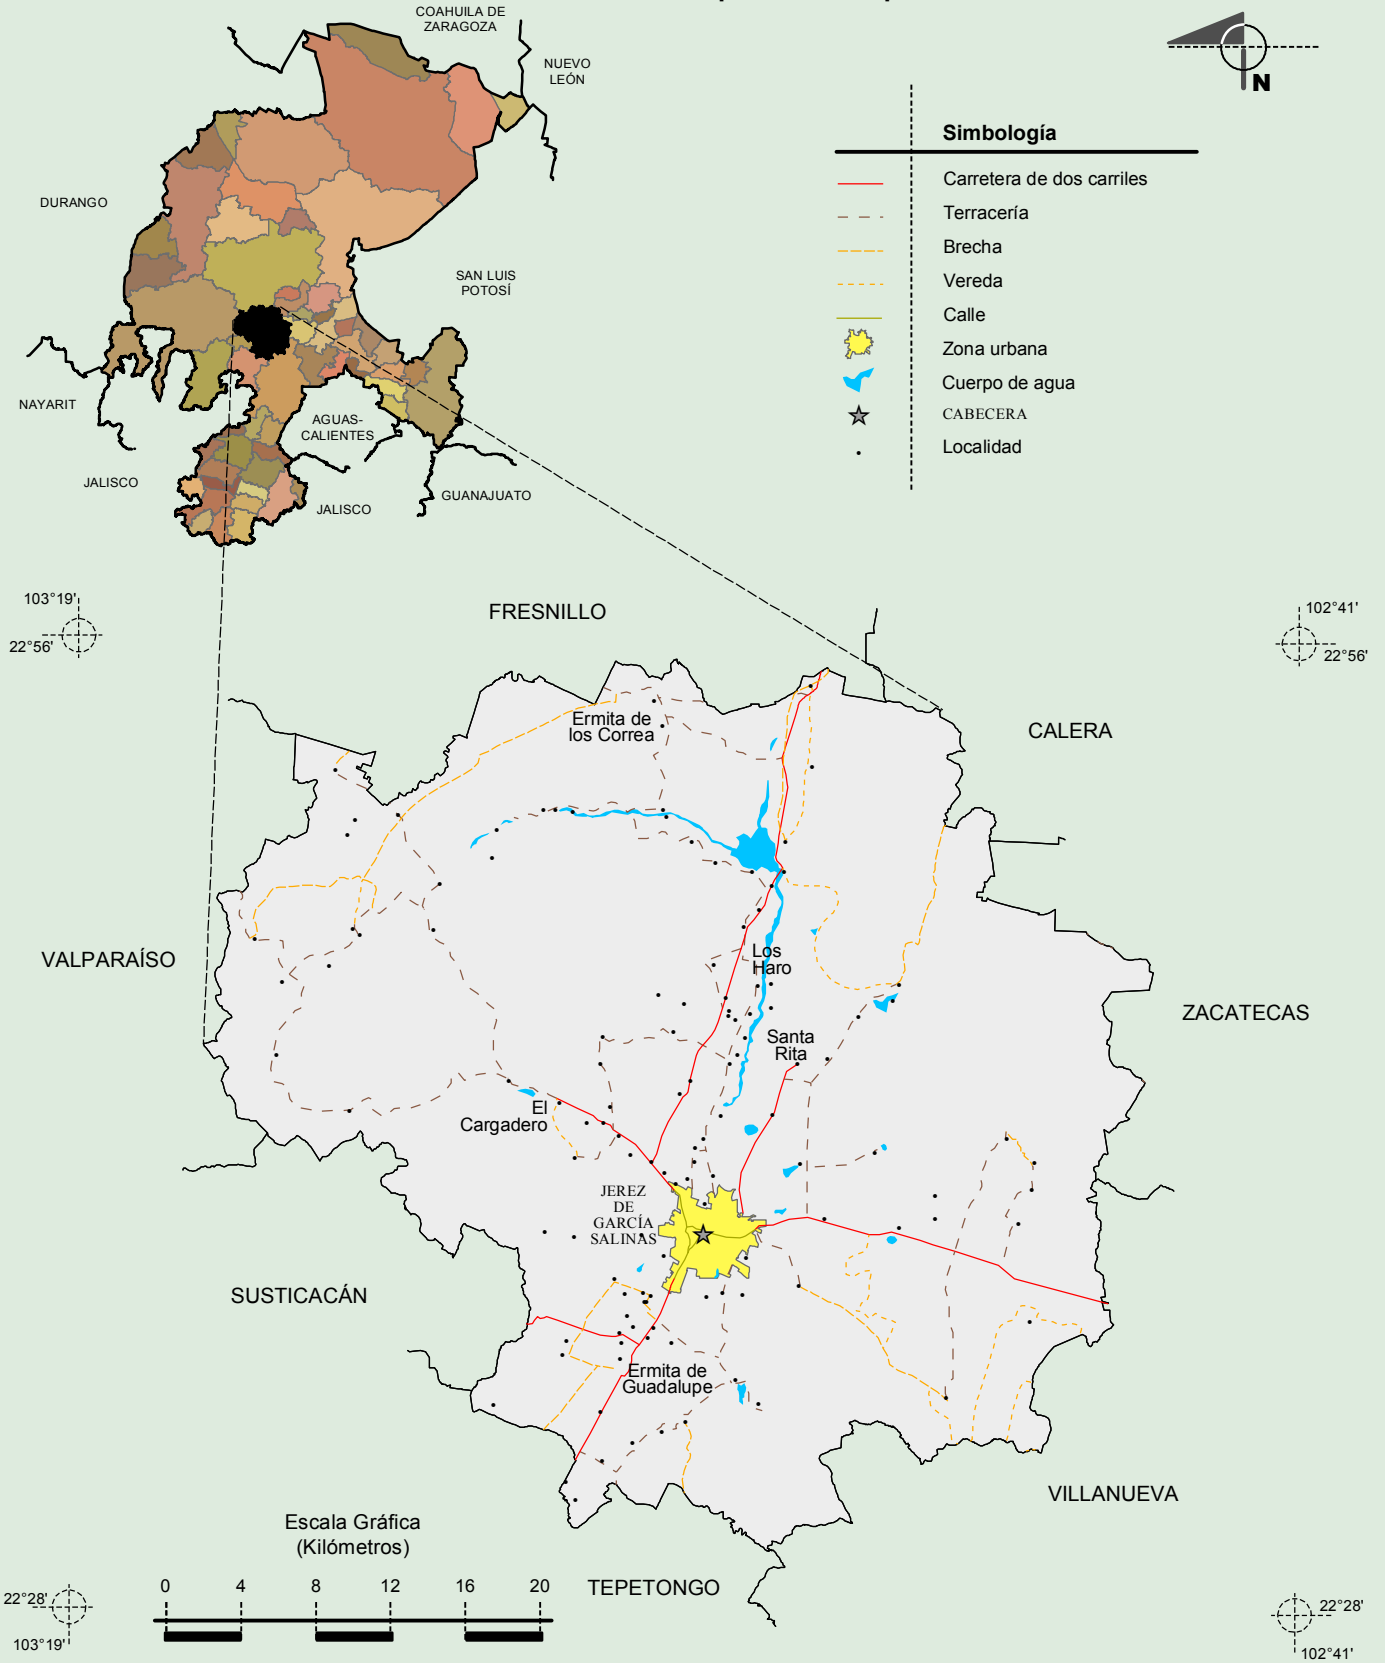 COAHUILA DE
ZARAGOZA
NUEVO
LEÓN
DURANGO
SAN LUIS
POTOSÍ
NAYARIT
AGUAS-
CALIENTES
JALISCO
JALISCO
GUANAJUATO
N
Simbología
Carretera de dos carriles
Terracería
Brecha
Vereda
Calle
Zona urbana
Cuerpo de agua
CABECERA
Localidad
103°19'
22°56'
102°41'
22°56'
FRESNILLO
CALERA
Ermita de
los Correa
VALPARAÍSO
Los
Haro
ZACATECAS
Santa
Rita
El
Cargadero
JEREZ
DE
GARCÍA
SALINAS
SUSTICACÁN
Ermita de
Guadalupe
VILLANUEVA
Escala Gráfica
(Kilómetros)
0 4 8 12 16 20
TEPETONGO
22°28'
103°19'
22°28'
102°41'